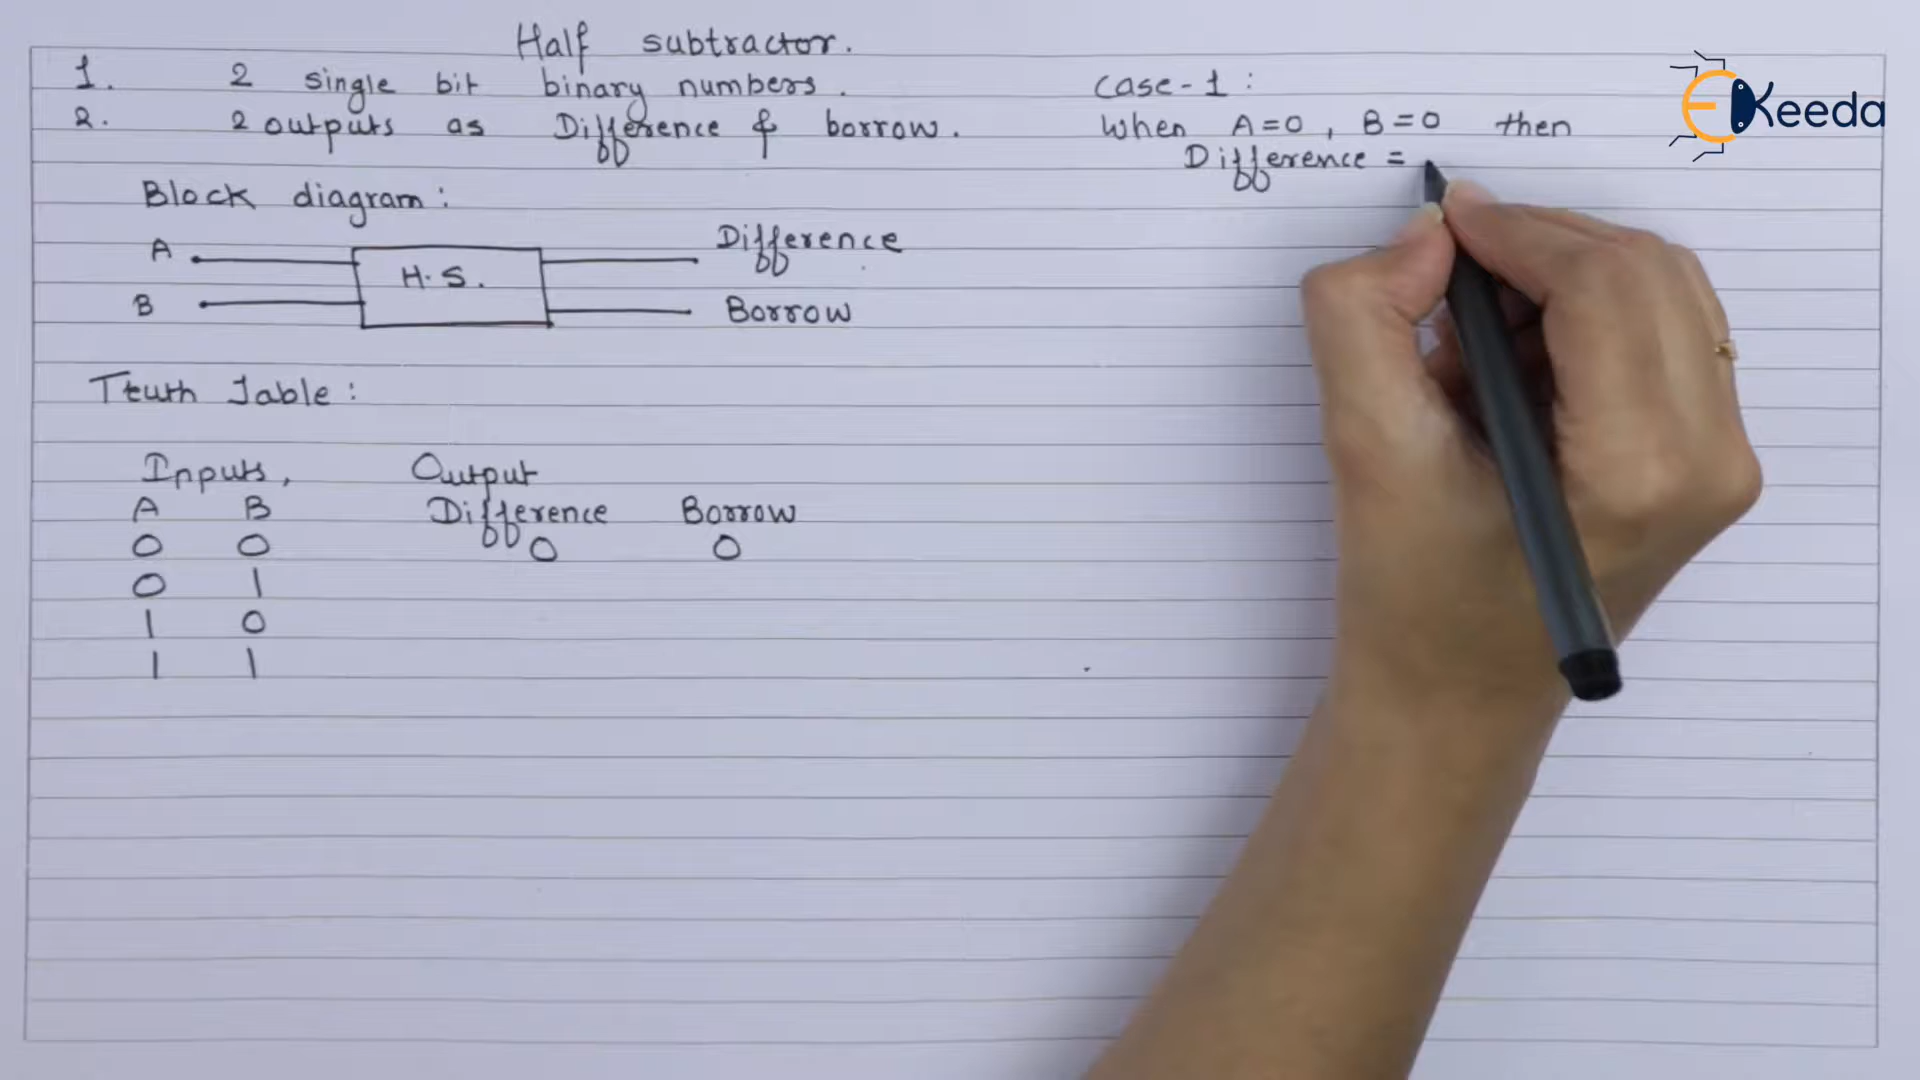 Half subtractor.
1. 2 single bit binary numbers.
2. 2 outputs as Difference & borrow.
Block diagram:
A H.S. Difference
B Borrow
Truth Table:
Inputs, Output
A B Difference Borrow
0 0 0 0
0 1
1 0
1 1
Case-1:
When A=0, B=0 then
Difference =
EKeeda